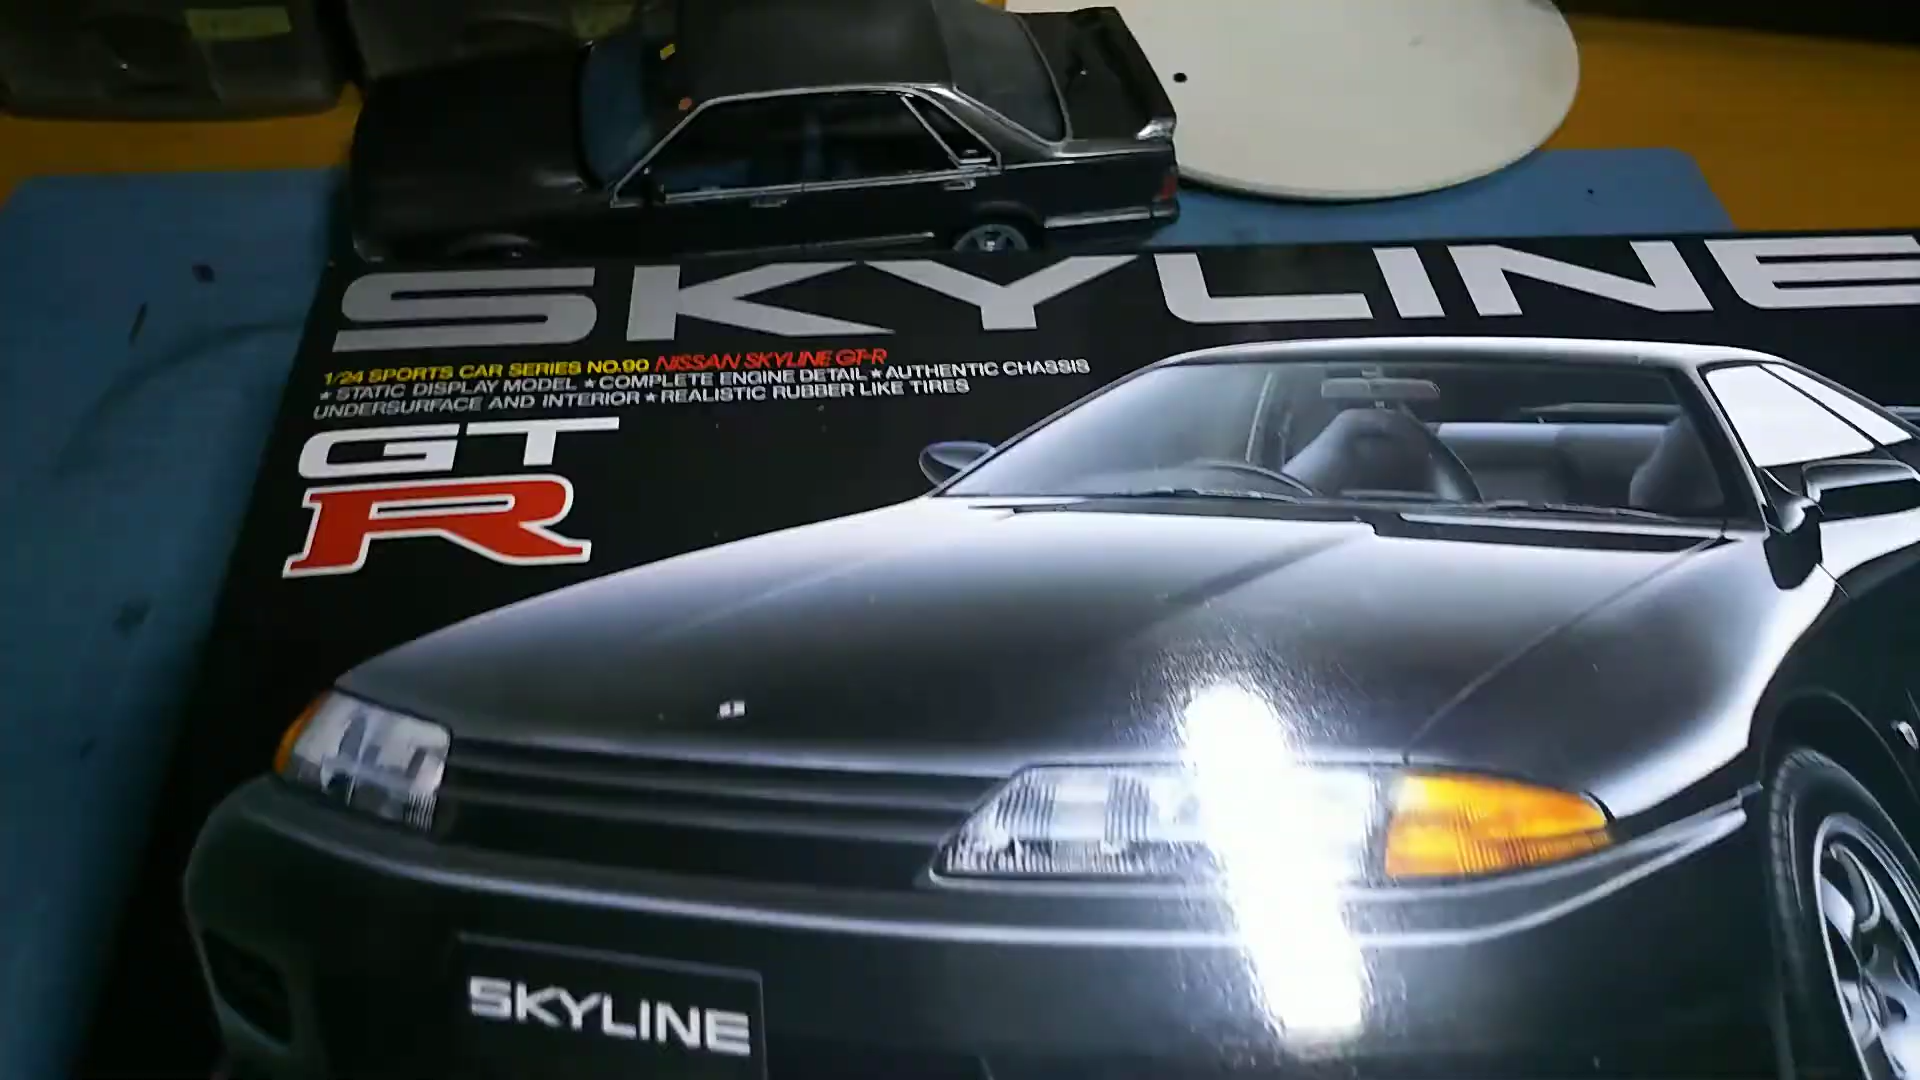 SKYLINE
1/24 SPORTS CAR SERIES NO.90 NISSAN SKYLINE GT-R
★ STATIC DISPLAY MODEL ★ COMPLETE ENGINE DETAIL ★ AUTHENTIC CHASSIS
UNDERSURFACE AND INTERIOR ★ REALISTIC RUBBER LIKE TIRES
GT
R
SKYLINE